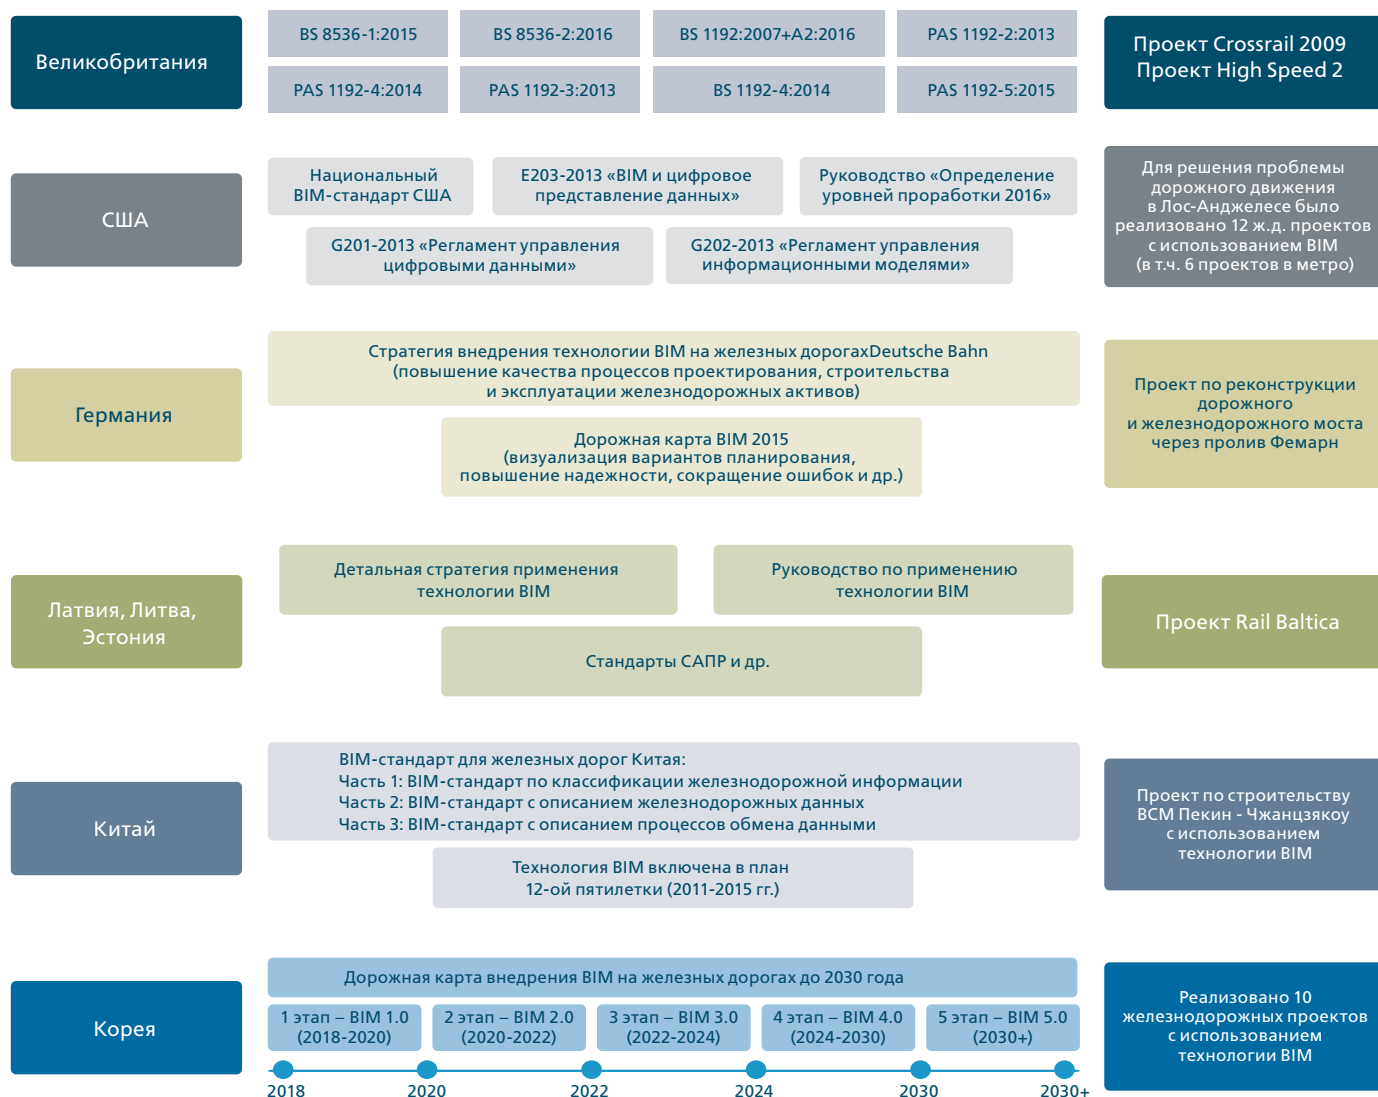 Великобритания
BS 8536-1:2015
BS 8536-2:2016
BS 1192:2007+A2:2016
PAS 1192-2:2013
PAS 1192-4:2014
PAS 1192-3:2013
BS 1192-4:2014
PAS 1192-5:2015
Проект Crossrail 2009
Проект High Speed 2
США
Национальный
BIM-стандарт США
E203-2013 «BIM и цифровое
представление данных»
Руководство «Определение
уровней проработки 2016»
G201-2013 «Регламент управления
цифровыми данными»
G202-2013 «Регламент управления
информационными моделями»
Для решения проблемы
дорожного движения
в Лос-Анджелесе было
реализовано 12 ж.д. проектов
с использованием BIM
(в т.ч. 6 проектов в метро)
Германия
Стратегия внедрения технологии BIM на железных дорогахDeutsche Bahn
(повышение качества процессов проектирования, строительства
и эксплуатации железнодорожных активов)
Дорожная карта BIM 2015
(визуализация вариантов планирования,
повышение надежности, сокращение ошибок и др.)
Проект по реконструкции
дорожного
и железнодорожного моста
через пролив Фемарн
Латвия, Литва,
Эстония
Детальная стратегия применения
технологии BIM
Руководство по применению
технологии BIM
Стандарты САПР и др.
Проект Rail Baltica
Китай
BIM-стандарт для железных дорог Китая:
Часть 1: BIM-стандарт по классификации железнодорожной информации
Часть 2: BIM-стандарт с описанием железнодорожных данных
Часть 3: BIM-стандарт с описанием процессов обмена данными
Технология BIM включена в план
12-ой пятилетки (2011-2015 гг.)
Проект по строительству
ВСМ Пекин - Чжанцзякоу
с использованием
технологии BIM
Корея
Дорожная карта внедрения BIM на железных дорогах до 2030 года
1 этап – BIM 1.0
(2018-2020)
2 этап – BIM 2.0
(2020-2022)
3 этап – BIM 3.0
(2022-2024)
4 этап – BIM 4.0
(2024-2030)
5 этап – BIM 5.0
(2030+)
2018
2020
2022
2024
2030
2030+
Реализовано 10
железнодорожных проектов
с использованием
технологии BIM